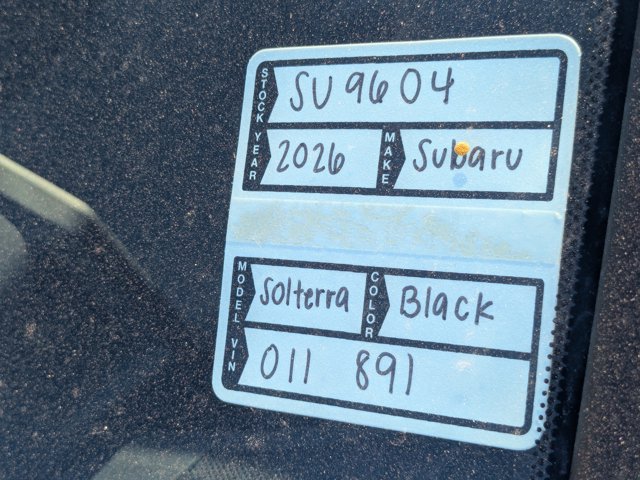 STOCK SU9604
YEAR 2026 MAKE Subaru
MODEL Solterra COLOR Black
VIN 011 891